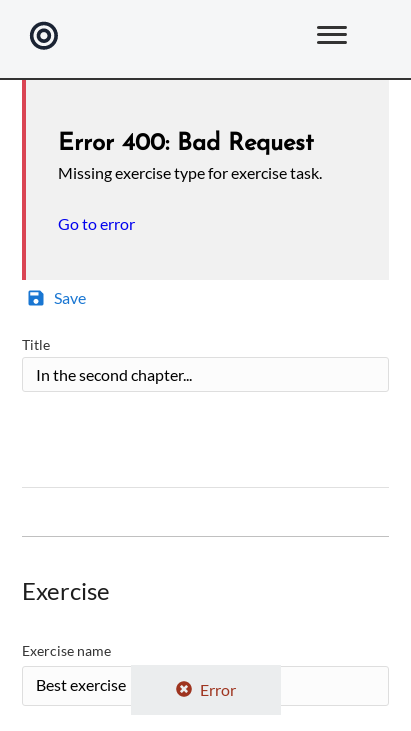 Error 400: Bad Request
Missing exercise type for exercise task.
Go to error
Save
Title
In the second chapter...
Exercise
Exercise name
Best exercise
Error